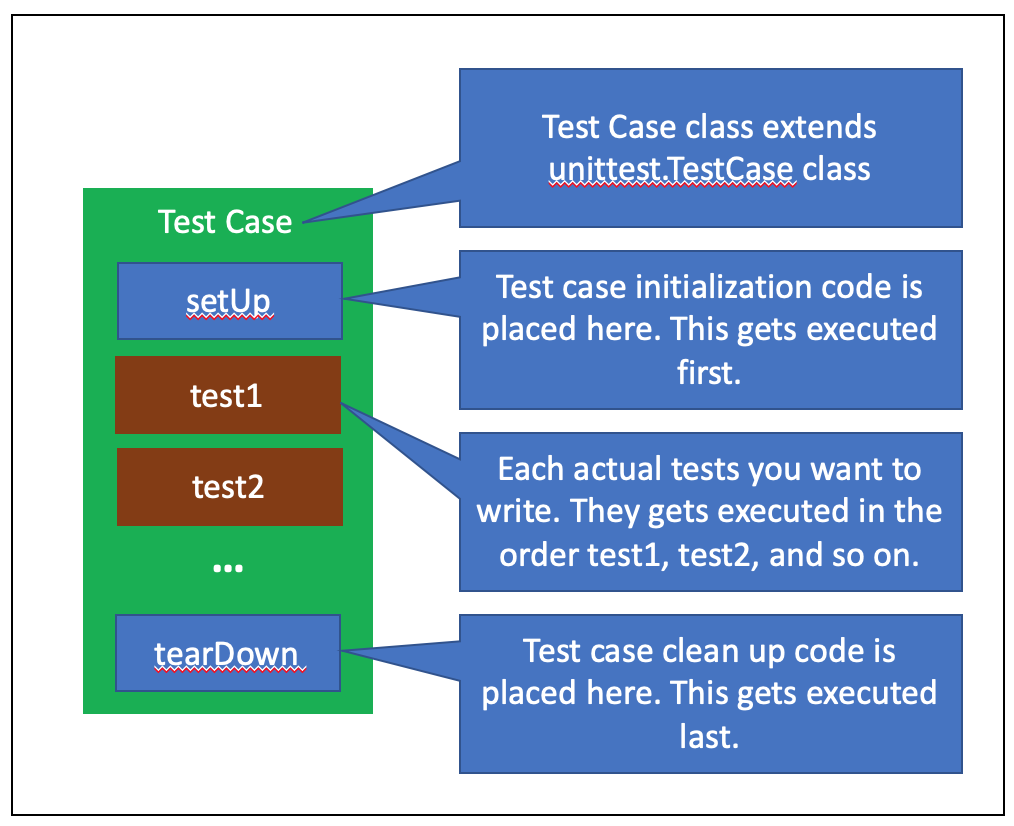 Test Case class extends
unittest.TestCase class
Test Case
setUp
Test case initialization code is
placed here. This gets executed
first.
test1
test2
Each actual tests you want to
write. They gets executed in the
order test1, test2, and so on.
...
tearDown
Test case clean up code is
placed here. This gets executed
last.